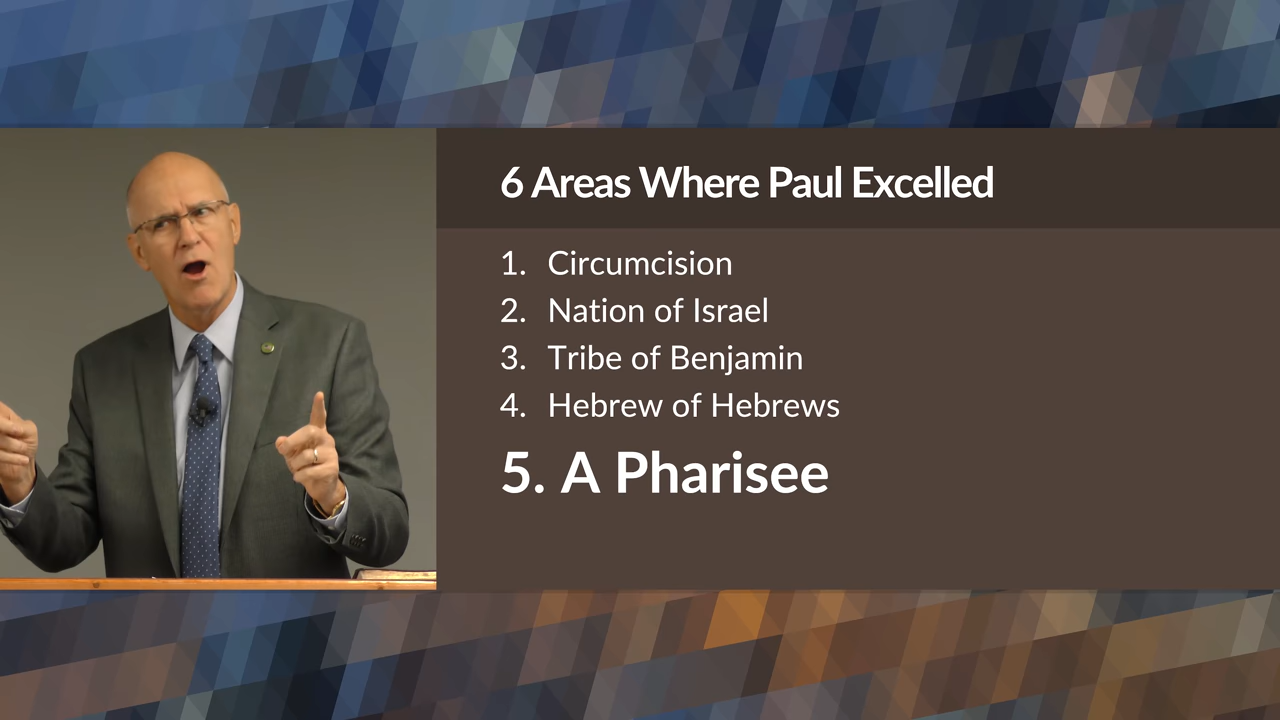 6 Areas Where Paul Excelled
1. Circumcision
2. Nation of Israel
3. Tribe of Benjamin
4. Hebrew of Hebrews
5. A Pharisee